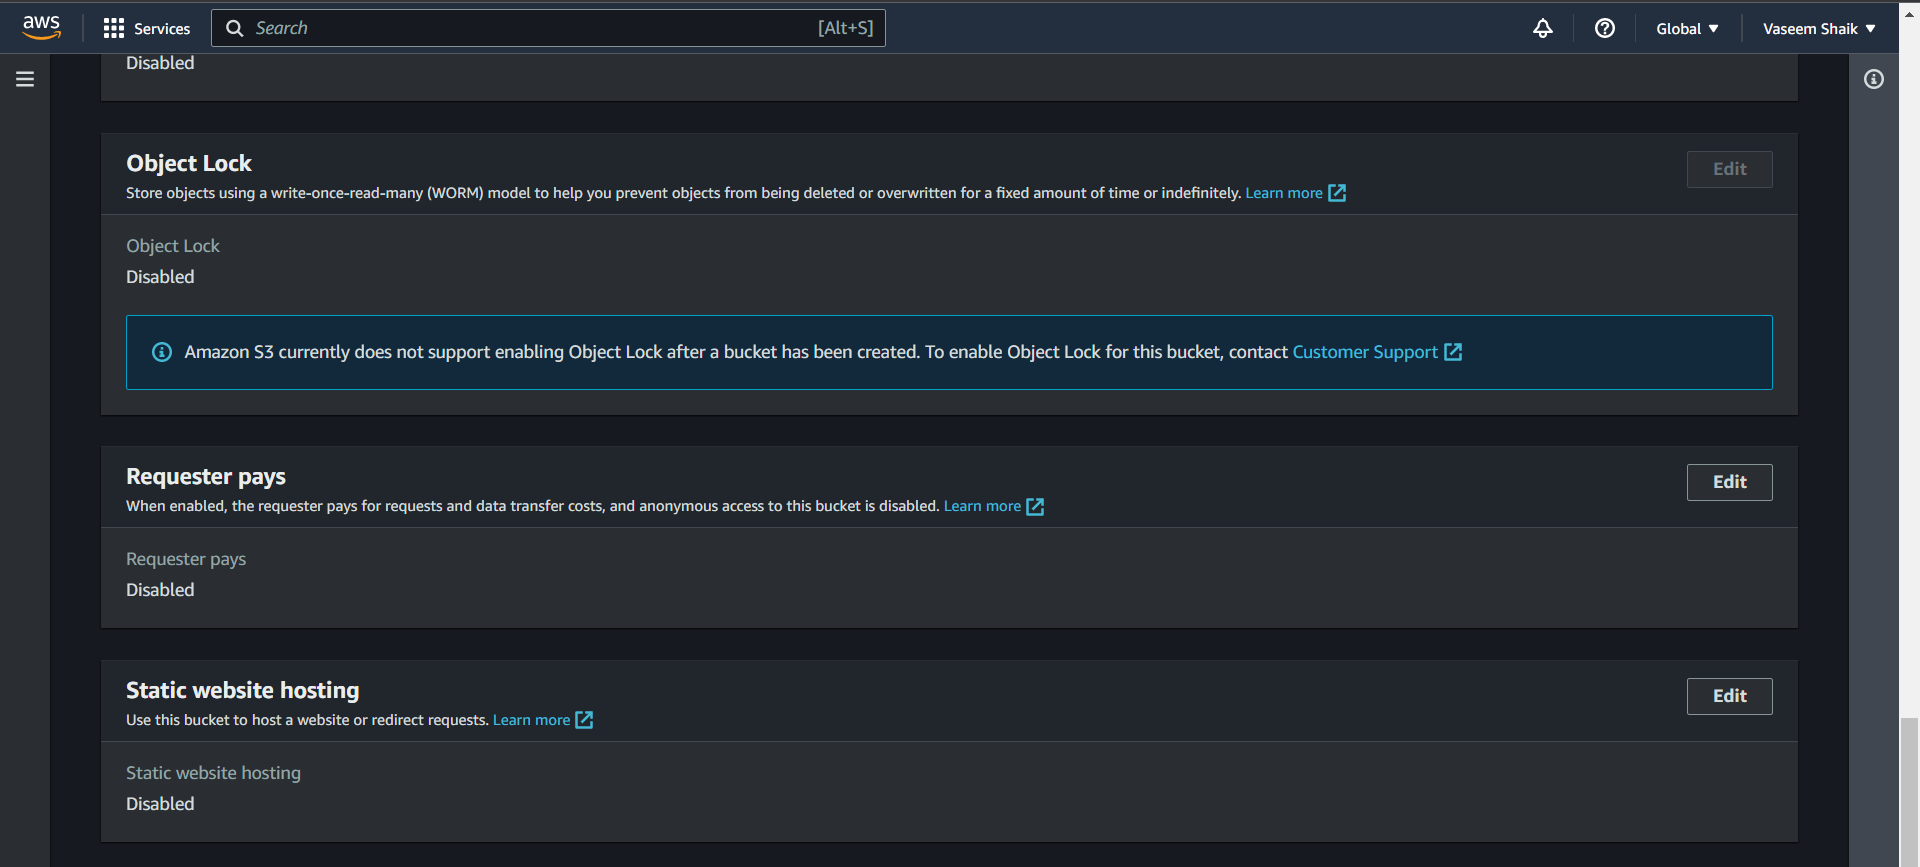 aws
Services
Search
[Alt+S]
Global
Vaseem Shaik
Disabled
Object Lock
Edit
Store objects using a write-once-read-many (WORM) model to help you prevent objects from being deleted or overwritten for a fixed amount of time or indefinitely. Learn more
Object Lock
Disabled
Amazon S3 currently does not support enabling Object Lock after a bucket has been created. To enable Object Lock for this bucket, contact Customer Support
Requester pays
Edit
When enabled, the requester pays for requests and data transfer costs, and anonymous access to this bucket is disabled. Learn more
Requester pays
Disabled
Static website hosting
Edit
Use this bucket to host a website or redirect requests. Learn more
Static website hosting
Disabled